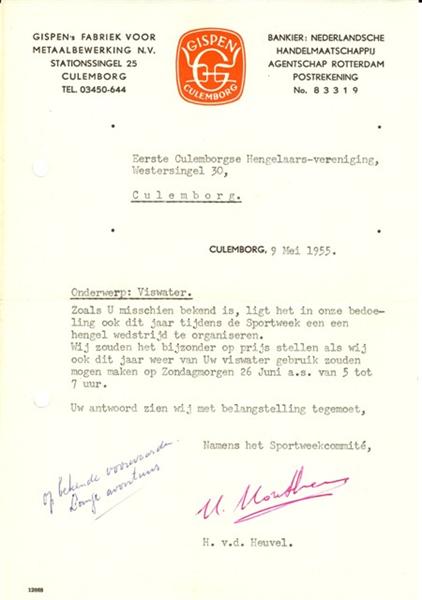 GISPEN's FABRIEK VOOR
METAALBEWERKING N.V.
STATIONSSINGEL 25
CULEMBORG
TEL. 03450-644
GISPEN
CULEMBORG
BANKIER: NEDERLANDSCHE
HANDELMAATSCHAPPIJ
AGENTSCHAP ROTTERDAM
POSTREKENING
No. 83319
Eerste Culemborgse Hengelaars-vereniging,
Westersingel 30,
Culemborg.
CULEMBORG, 9 Mei 1955.
Onderwerp: Viswater.
Zoals U misschien bekend is, ligt het in onze bedoe-
ling ook dit jaar tijdens de Sportweek een een
hengel wedstrijd te organiseren.
Wij zouden het bijzonder op prijs stellen als wij
ook dit jaar weer van Uw viswater gebruik zouden
mogen maken op Zondagmorgen 26 Juni a.s. van 5 tot
7 uur.
Uw antwoord zien wij met belangstelling tegemoet,
Namens het Sportweekcommité,
op bekende voorwaarden
H. v.d. Heuvel.